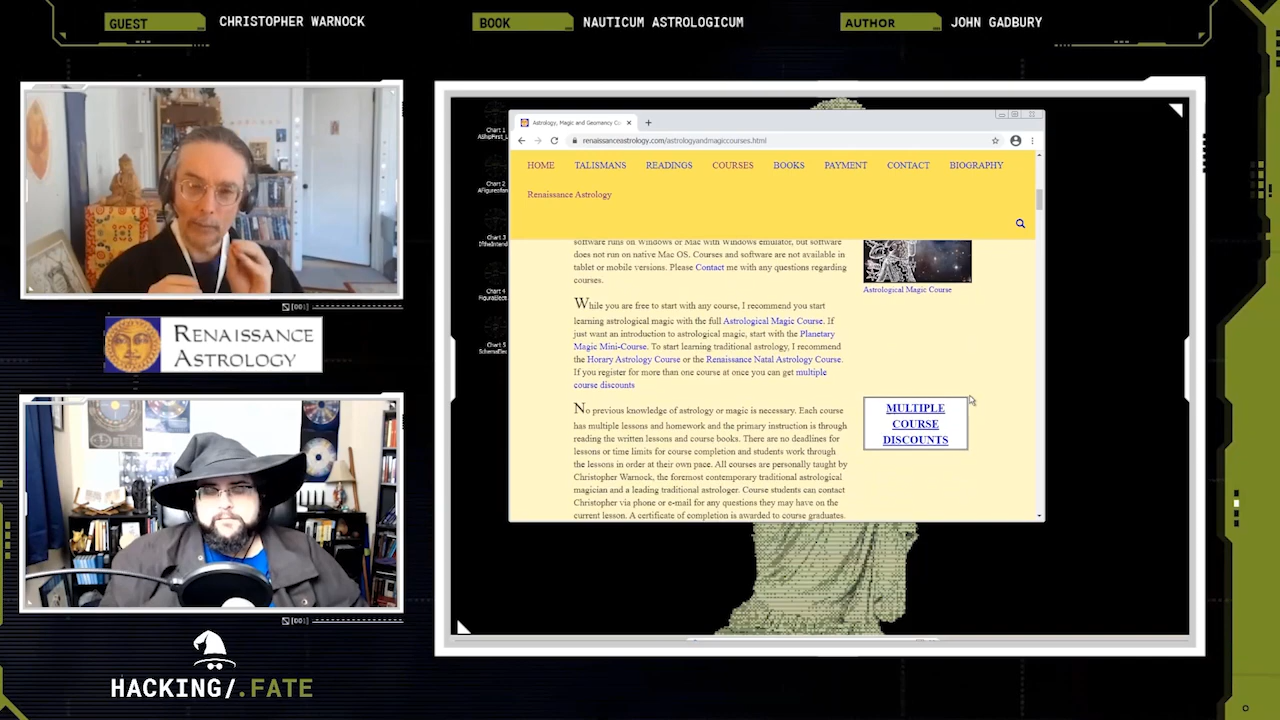 GUEST
CHRISTOPHER WARNOCK
BOOK
NAUTICUM ASTROLOGICUM
AUTHOR
JOHN GADBURY
Chart 1
Chart 2
Chart 3
Chart 4
Chart 5
Astrology, Magic and Geomancy
renaissanceastrology.com/astrologyandmagiccourses.html
HOME TALISMANS READINGS COURSES BOOKS PAYMENT CONTACT BIOGRAPHY
Renaissance Astrology
software runs on Windows or Mac with Windows emulator, but software
does not run on native Mac OS. Courses and software are not available in
tablet or mobile versions. Please Contact me with any questions regarding
courses.
While you are free to start with any course, I recommend you start
learning astrological magic with the full Astrological Magic Course. If
just want an introduction to astrological magic, start with the Planetary
Magic Mini-Course. To start learning traditional astrology, I recommend
the Horary Astrology Course or the Renaissance Natal Astrology Course.
If you register for more than one course at once you can get multiple
course discounts
No previous knowledge of astrology or magic is necessary. Each course
has multiple lessons and homework and the primary instruction is through
reading the written lessons and course books. There are no deadlines for
lessons or time limits for course completion and students work through
the lessons in order at their own pace. All courses are personally taught by
Christopher Warnock, the foremost contemporary traditional astrological
magician and a leading traditional astrologer. Course students can contact
Christopher via phone or e-mail for any questions they may have on the
current lesson. A certificate of completion is awarded to course graduates.
Astrological Magic Course
MULTIPLE
COURSE
DISCOUNTS
[001]
RENAISSANCE
ASTROLOGY
[001]
HACKING/.FATE